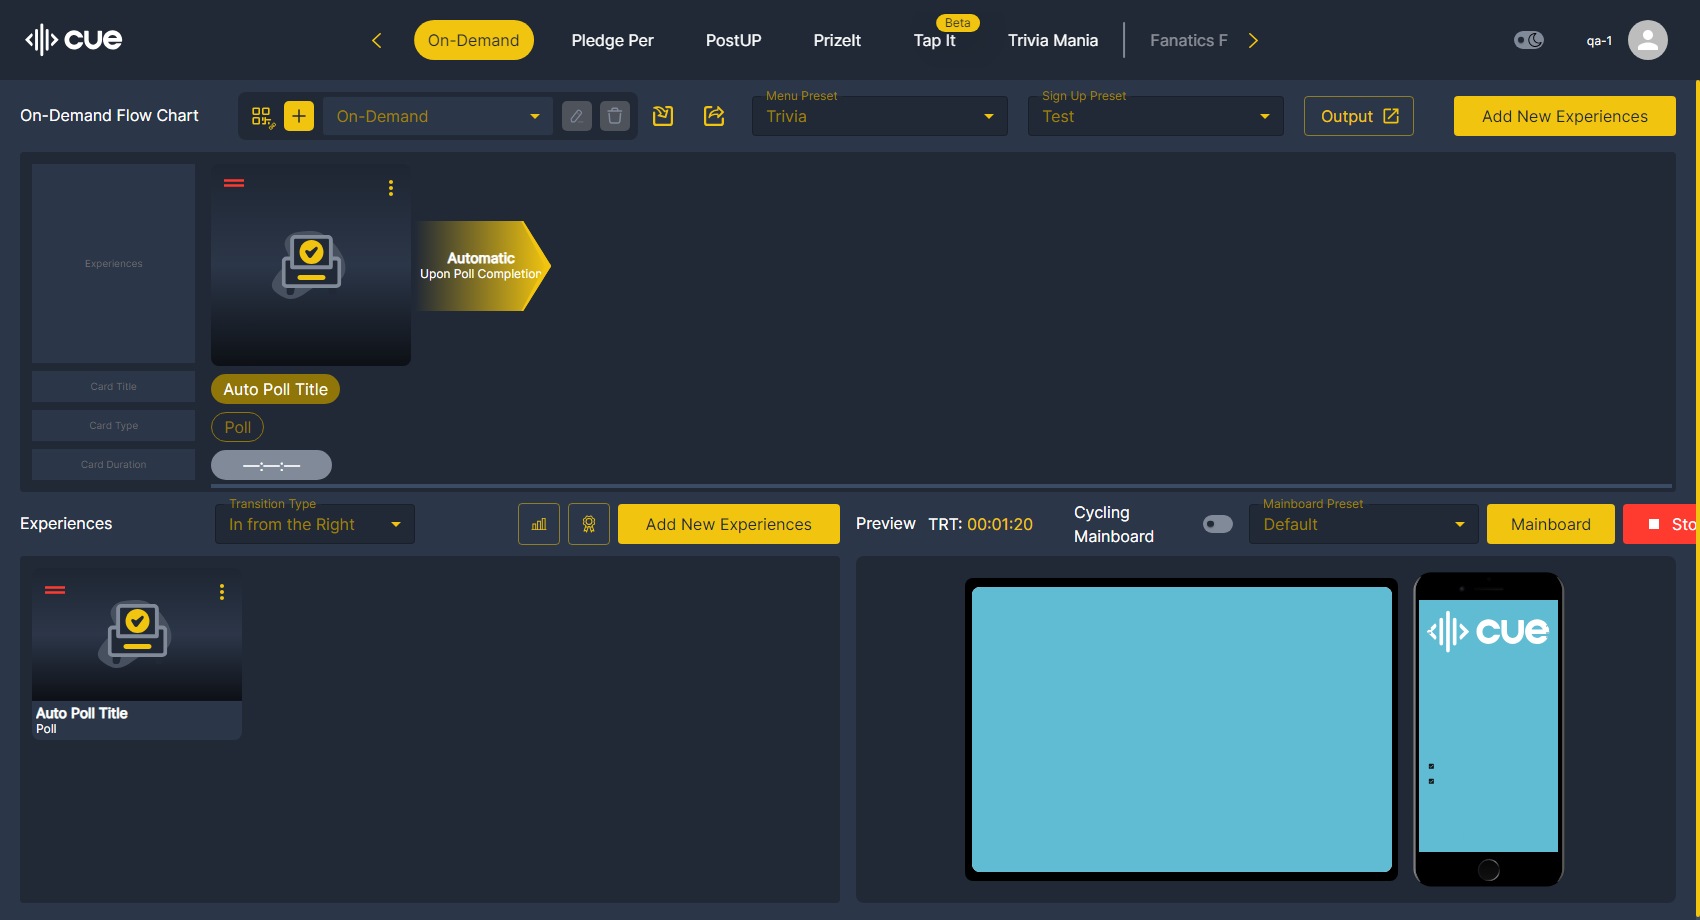 cue
On-Demand
Pledge Per
PostUP
PrizeIt
Beta
Tap It
Trivia Mania
Fanatics F
qa-1
On-Demand Flow Chart
On-Demand
Menu Preset
Trivia
Sign Up Preset
Test
Output
Add New Experiences
Experiences
Automatic
Upon Poll Completion
Card Title
Auto Poll Title
Card Type
Poll
Card Duration
—:—:—
Experiences
Transition Type
In from the Right
Add New Experiences
Preview
TRT: 00:01:20
Cycling
Mainboard
Mainboard Preset
Default
Mainboard
Sto
Auto Poll Title
Poll
cue